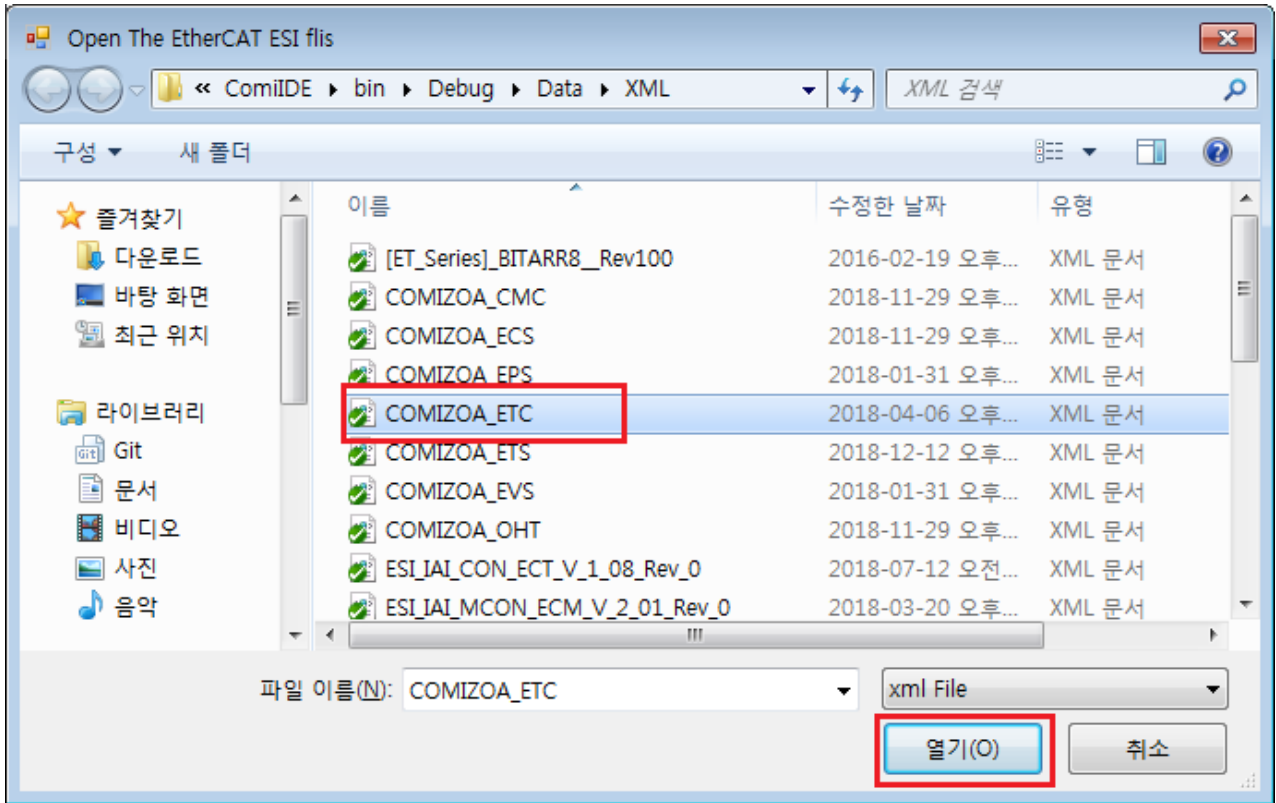 Open The EtherCAT ESI flis
« ComiIDE ▸ bin ▸ Debug ▸ Data ▸ XML
XML 검색
구성 새 폴더
즐겨찾기
다운로드
바탕 화면
최근 위치
라이브러리
Git
문서
비디오
사진
음악
이름 수정한 날짜 유형
[ET_Series]_BITARR8__Rev100 2016-02-19 오후... XML 문서
COMIZOA_CMC 2018-11-29 오후... XML 문서
COMIZOA_ECS 2018-11-29 오후... XML 문서
COMIZOA_EPS 2018-01-31 오후... XML 문서
COMIZOA_ETC 2018-04-06 오후... XML 문서
COMIZOA_ETS 2018-12-12 오후... XML 문서
COMIZOA_EVS 2018-01-31 오후... XML 문서
COMIZOA_OHT 2018-11-29 오후... XML 문서
ESI_IAI_CON_ECT_V_1_08_Rev_0 2018-07-12 오전... XML 문서
ESI_IAI_MCON_ECM_V_2_01_Rev_0 2018-03-20 오후... XML 문서
파일 이름(N): COMIZOA_ETC xml File
열기(O) 취소